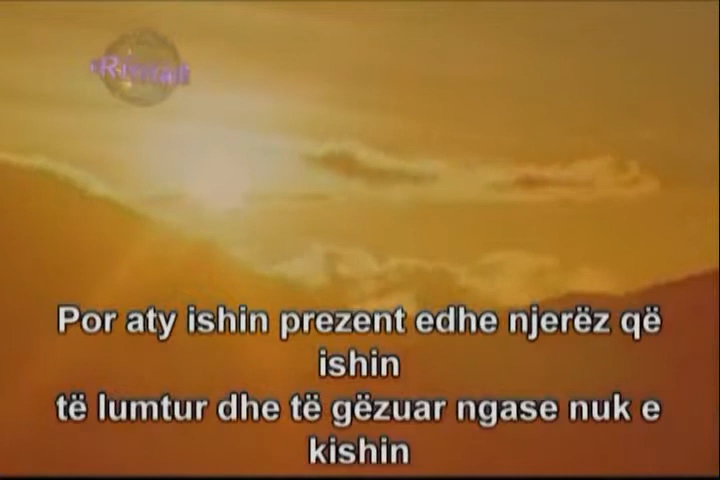 Por aty ishin prezent edhe njerëz që
ishin
të lumtur dhe të gëzuar ngase nuk e
kishin